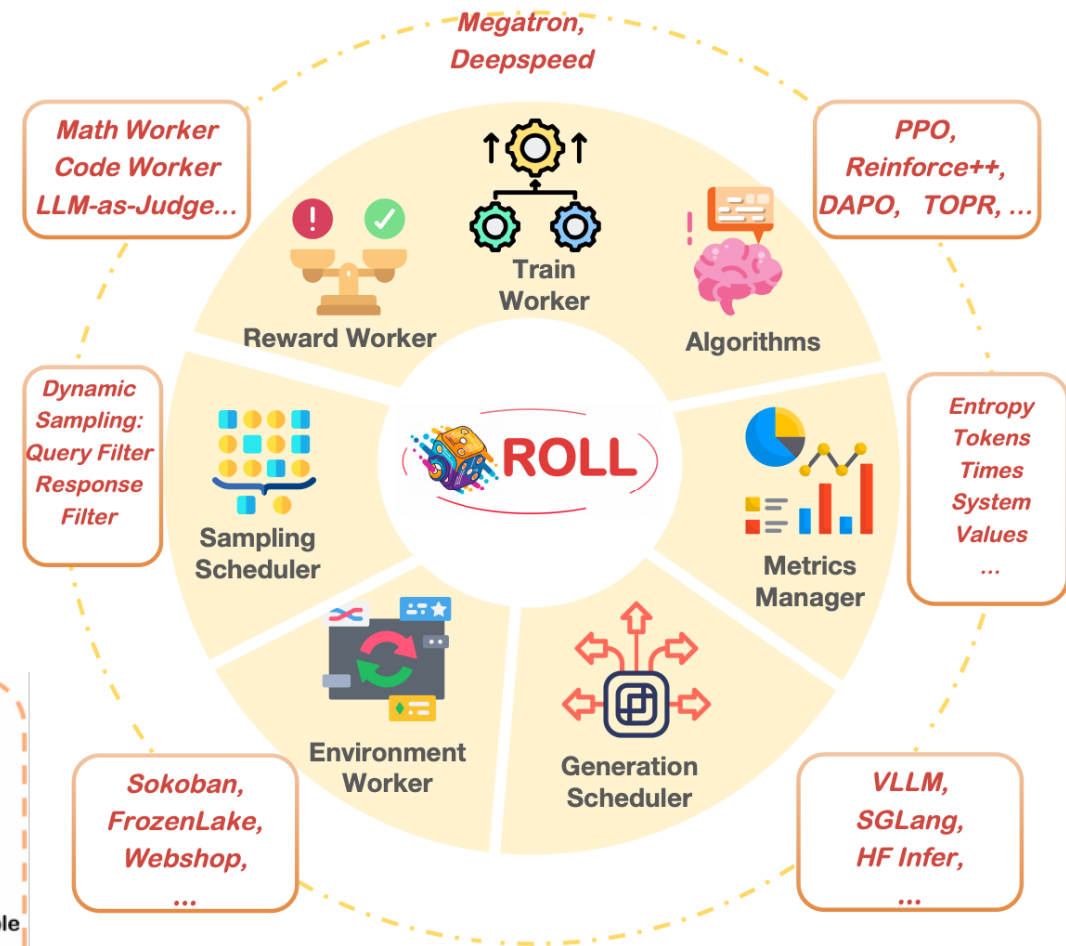 Megatron,
Deepspeed
Math Worker
Code Worker
LLM-as-Judge...
PPO,
Reinforce++,
DAPO, TOPR, ...
Train
Worker
Reward Worker
Algorithms
Dynamic
Sampling:
Query Filter
Response
Filter
Sampling
Scheduler
ROLL
Metrics
Manager
Entropy
Tokens
Times
System
Values
...
Environment
Worker
Generation
Scheduler
Sokoban,
FrozenLake,
Webshop,
...
VLLM,
SGLang,
HF Infer,
...